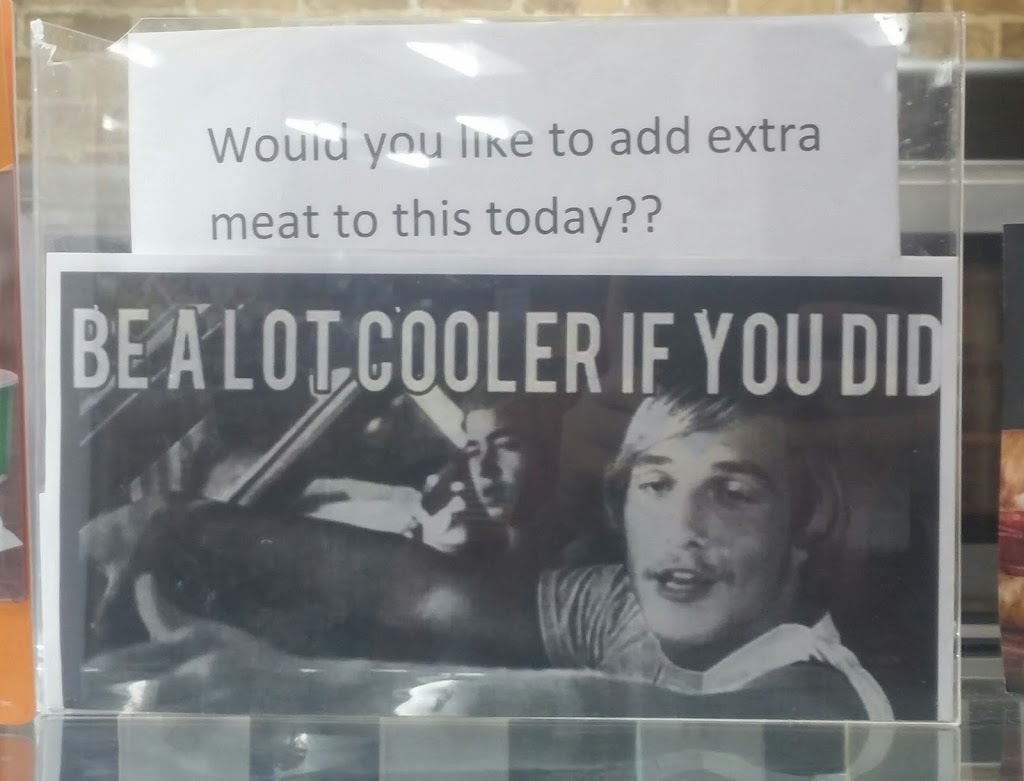 Would you like to add extra
meat to this today??
BE A LOT COOLER IF YOU DID